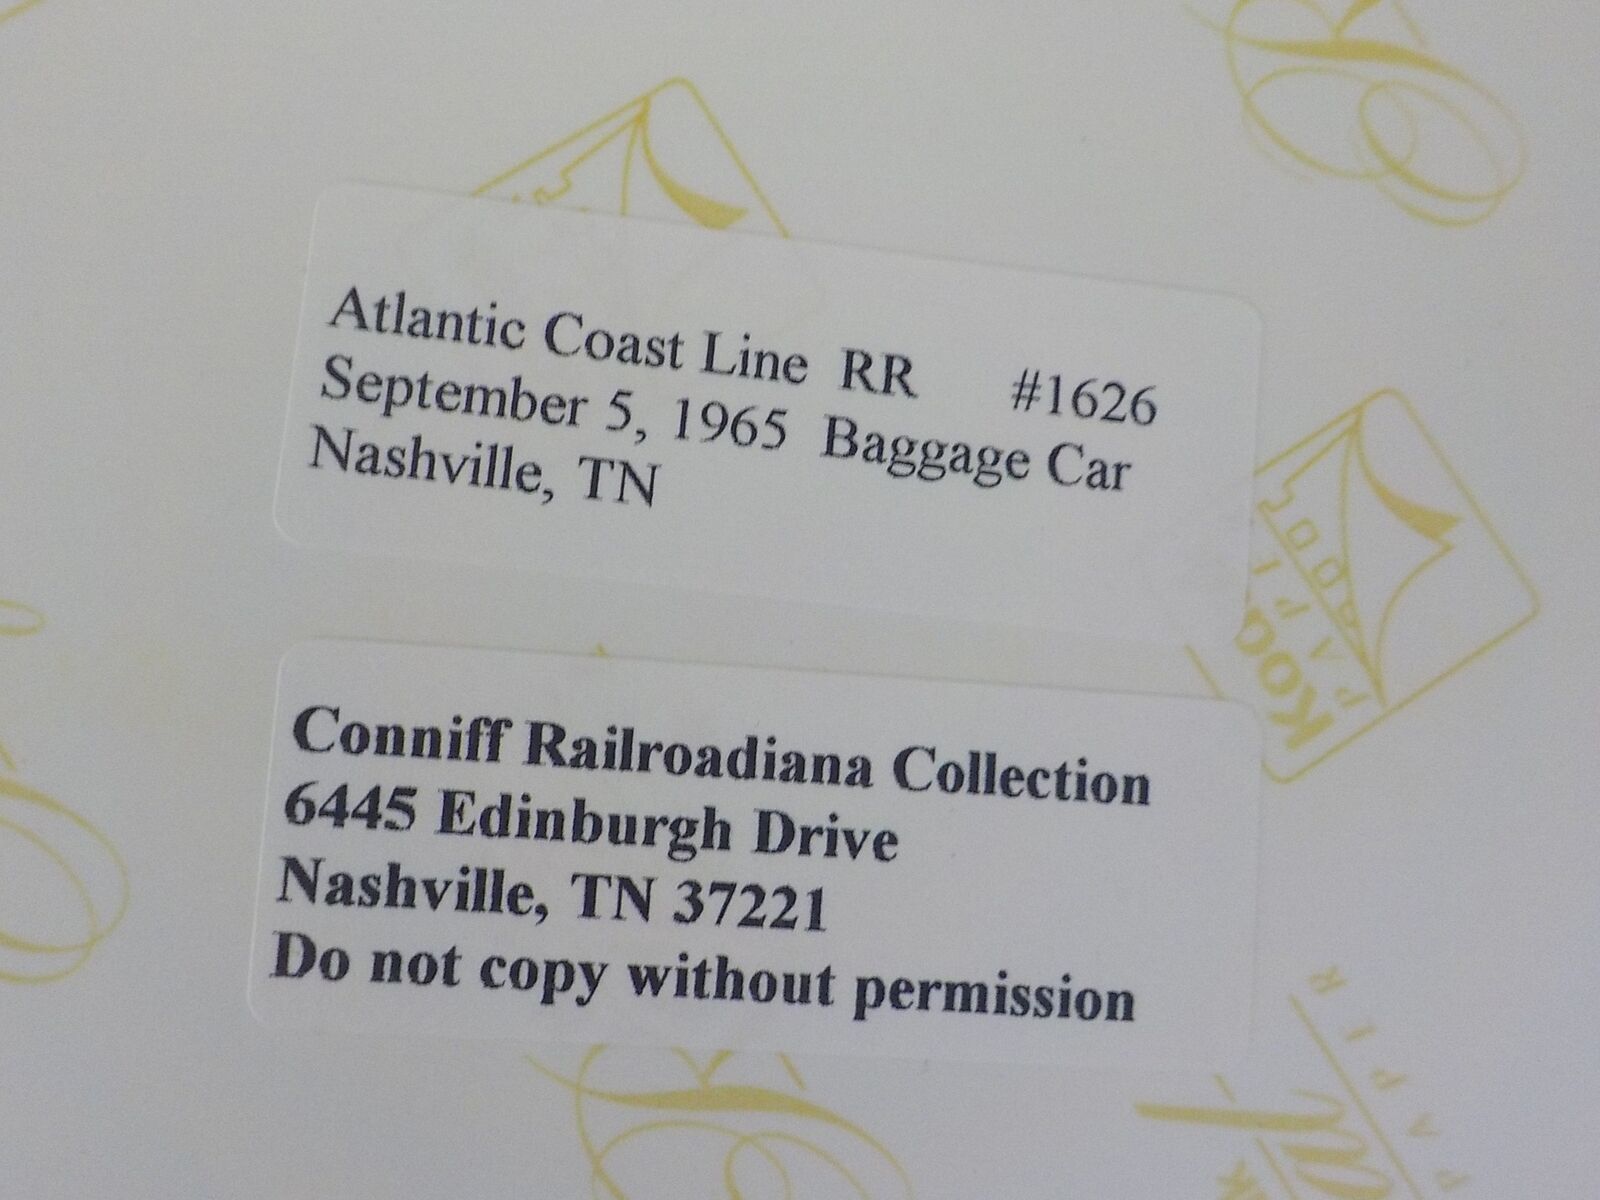 Atlantic Coast Line RR #1626
September 5, 1965 Baggage Car
Nashville, TN
Conniff Railroadiana Collection
6445 Edinburgh Drive
Nashville, TN 37221
Do not copy without permission